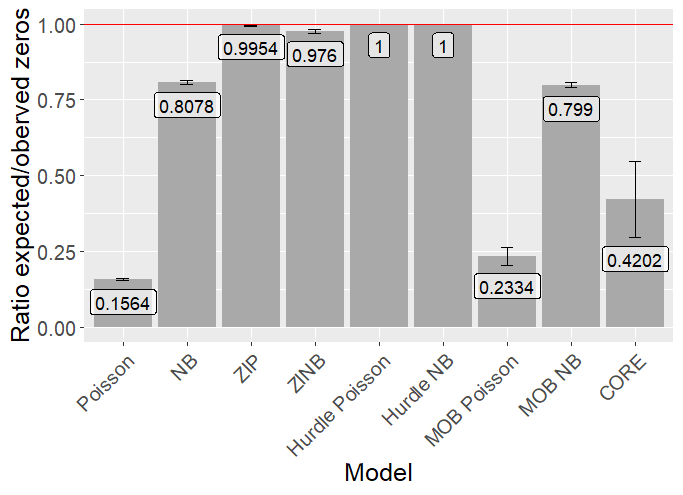 Ratio expected/oberved zeros
1.00
0.75
0.50
0.25
0.00
0.1564
0.8078
0.9954
0.976
1
1
0.2334
0.799
0.4202
Poisson
NB
ZIP
ZINB
Hurdle Poisson
Hurdle NB
MOB Poisson
MOB NB
CORE
Model